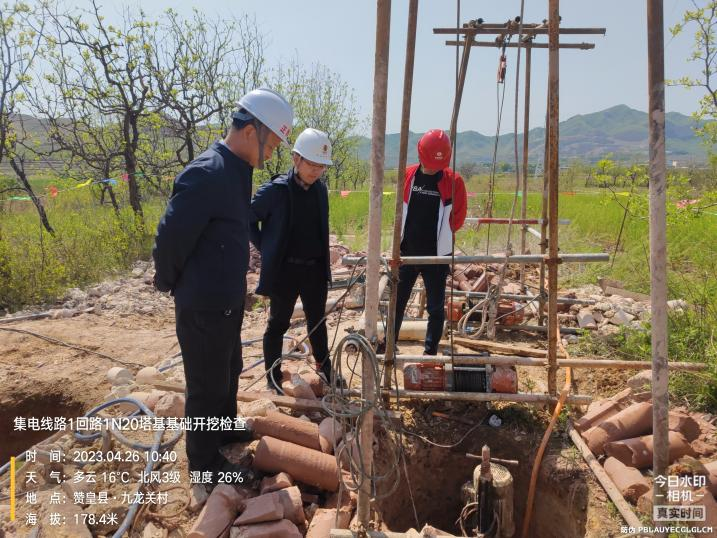 集电线路1回路1N20塔基基础开挖检查
时 间：2023.04.26 10:40
天 气：多云 16℃ 北风3级 湿度 26%
地 点：赞皇县·九龙关村
海 拔：178.4米
今日水印
-相机-
真实时间
防伪 PBLAUYECGLGLCH